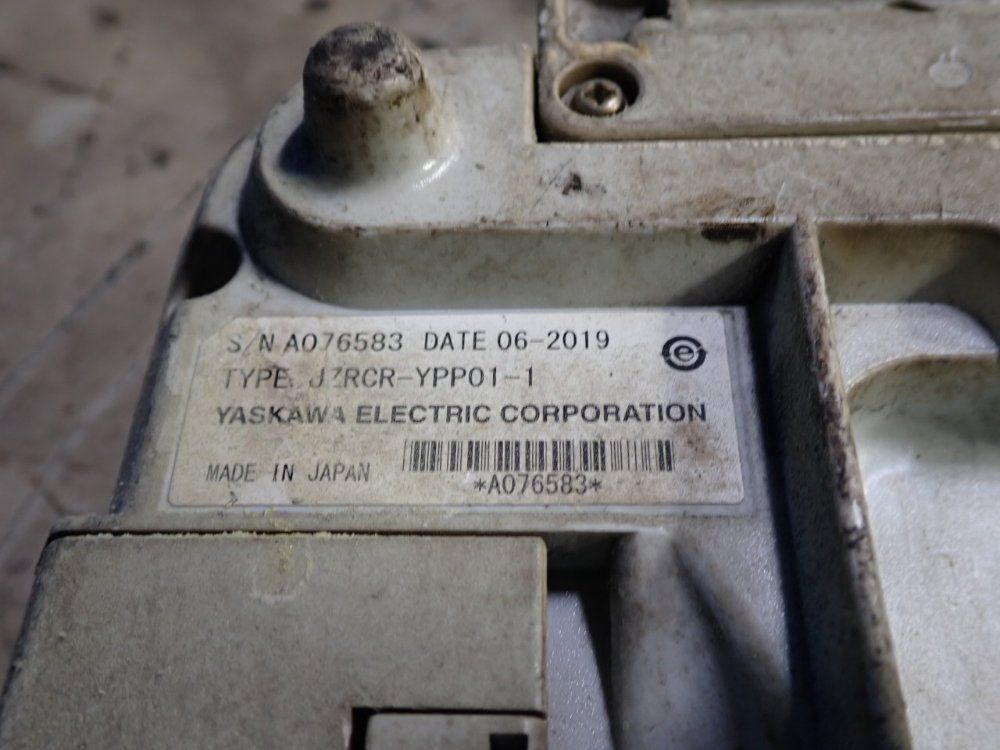 S/N A076583 DATE 06-2019
TYPE JZRCR-YPP01-1
YASKAWA ELECTRIC CORPORATION
MADE IN JAPAN
*A076583*